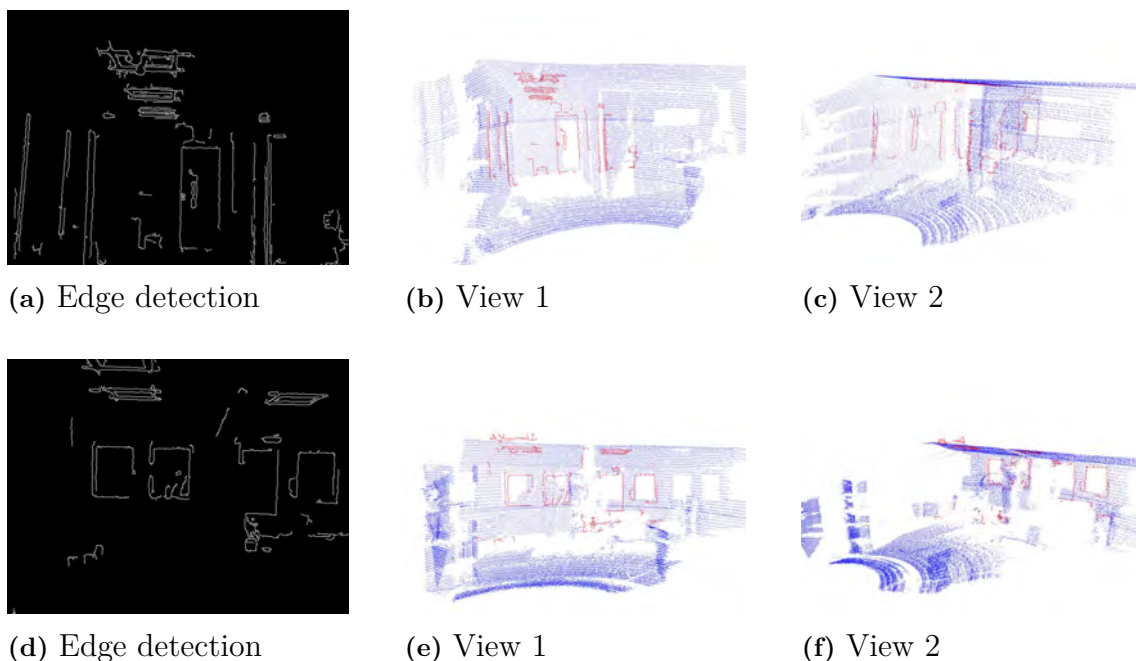 (a) Edge detection
(b) View 1
(c) View 2
(d) Edge detection
(e) View 1
(f) View 2